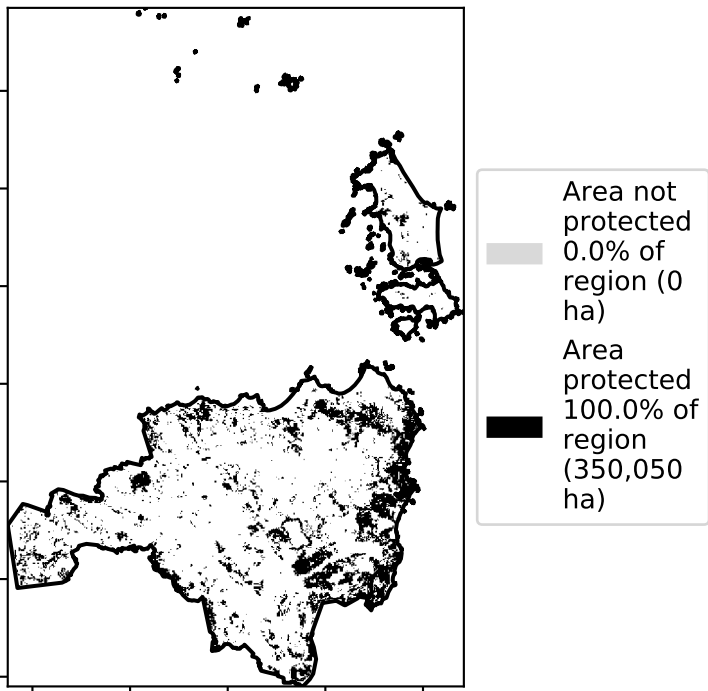 Area not
protected
0.0% of
region (0
ha)
Area
protected
100.0% of
region
(350,050
ha)